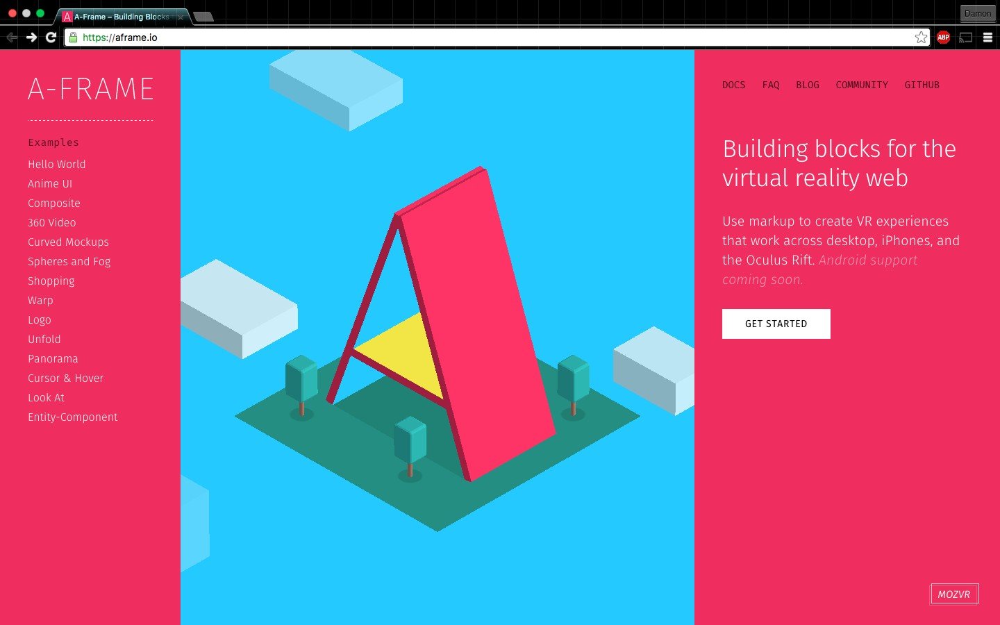 A-Frame – Building Blocks
Damon
https://aframe.io
ABP
A-FRAME
Examples
Hello World
Anime UI
Composite
360 Video
Curved Mockups
Spheres and Fog
Shopping
Warp
Logo
Unfold
Panorama
Cursor & Hover
Look At
Entity-Component
DOCS FAQ BLOG COMMUNITY GITHUB
Building blocks for the
virtual reality web
Use markup to create VR experiences
that work across desktop, iPhones, and
the Oculus Rift. Android support
coming soon.
GET STARTED
MOZVR